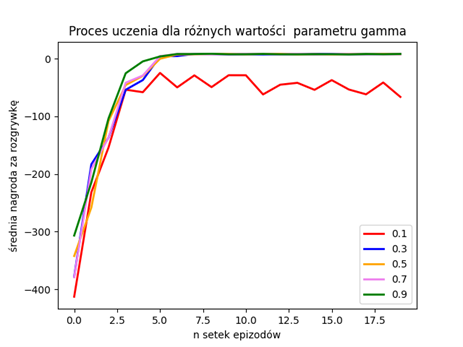 Proces uczenia dla różnych wartości parametru gamma
średnia nagroda za rozgrywkę
0
−100
−200
−300
−400
0.0 2.5 5.0 7.5 10.0 12.5 15.0 17.5
n setek epizodów
0.1
0.3
0.5
0.7
0.9